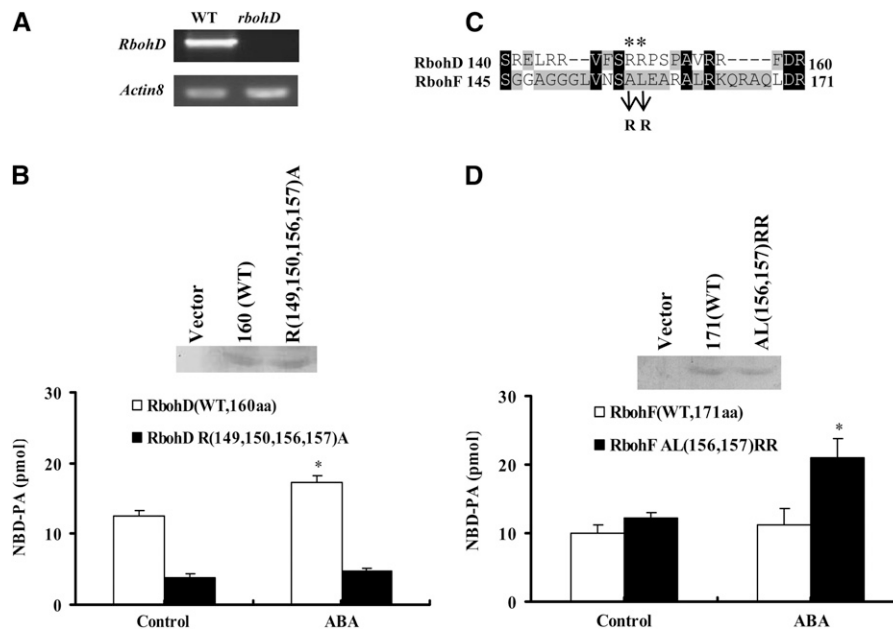 A
WT rbohD
RbohD
Actin8
C
**
RbohD 140 SRELRR--VFSRRPSPAVRR----FDR 160
RbohF 145 SGGAGGGLVNSALEARALRKQRAQLDR 171
R R
B
Vector
160 (WT)
R(149,150,156,157)A
30
20
10
0
NBD-PA (pmol)
RbohD(WT,160aa)
RbohD R(149,150,156,157)A
*
Control
ABA
D
Vector
171(WT)
AL(156,157)RR
30
20
10
0
NBD-PA (pmol)
RbohF(WT,171aa)
RbohF AL(156,157)RR
*
Control
ABA